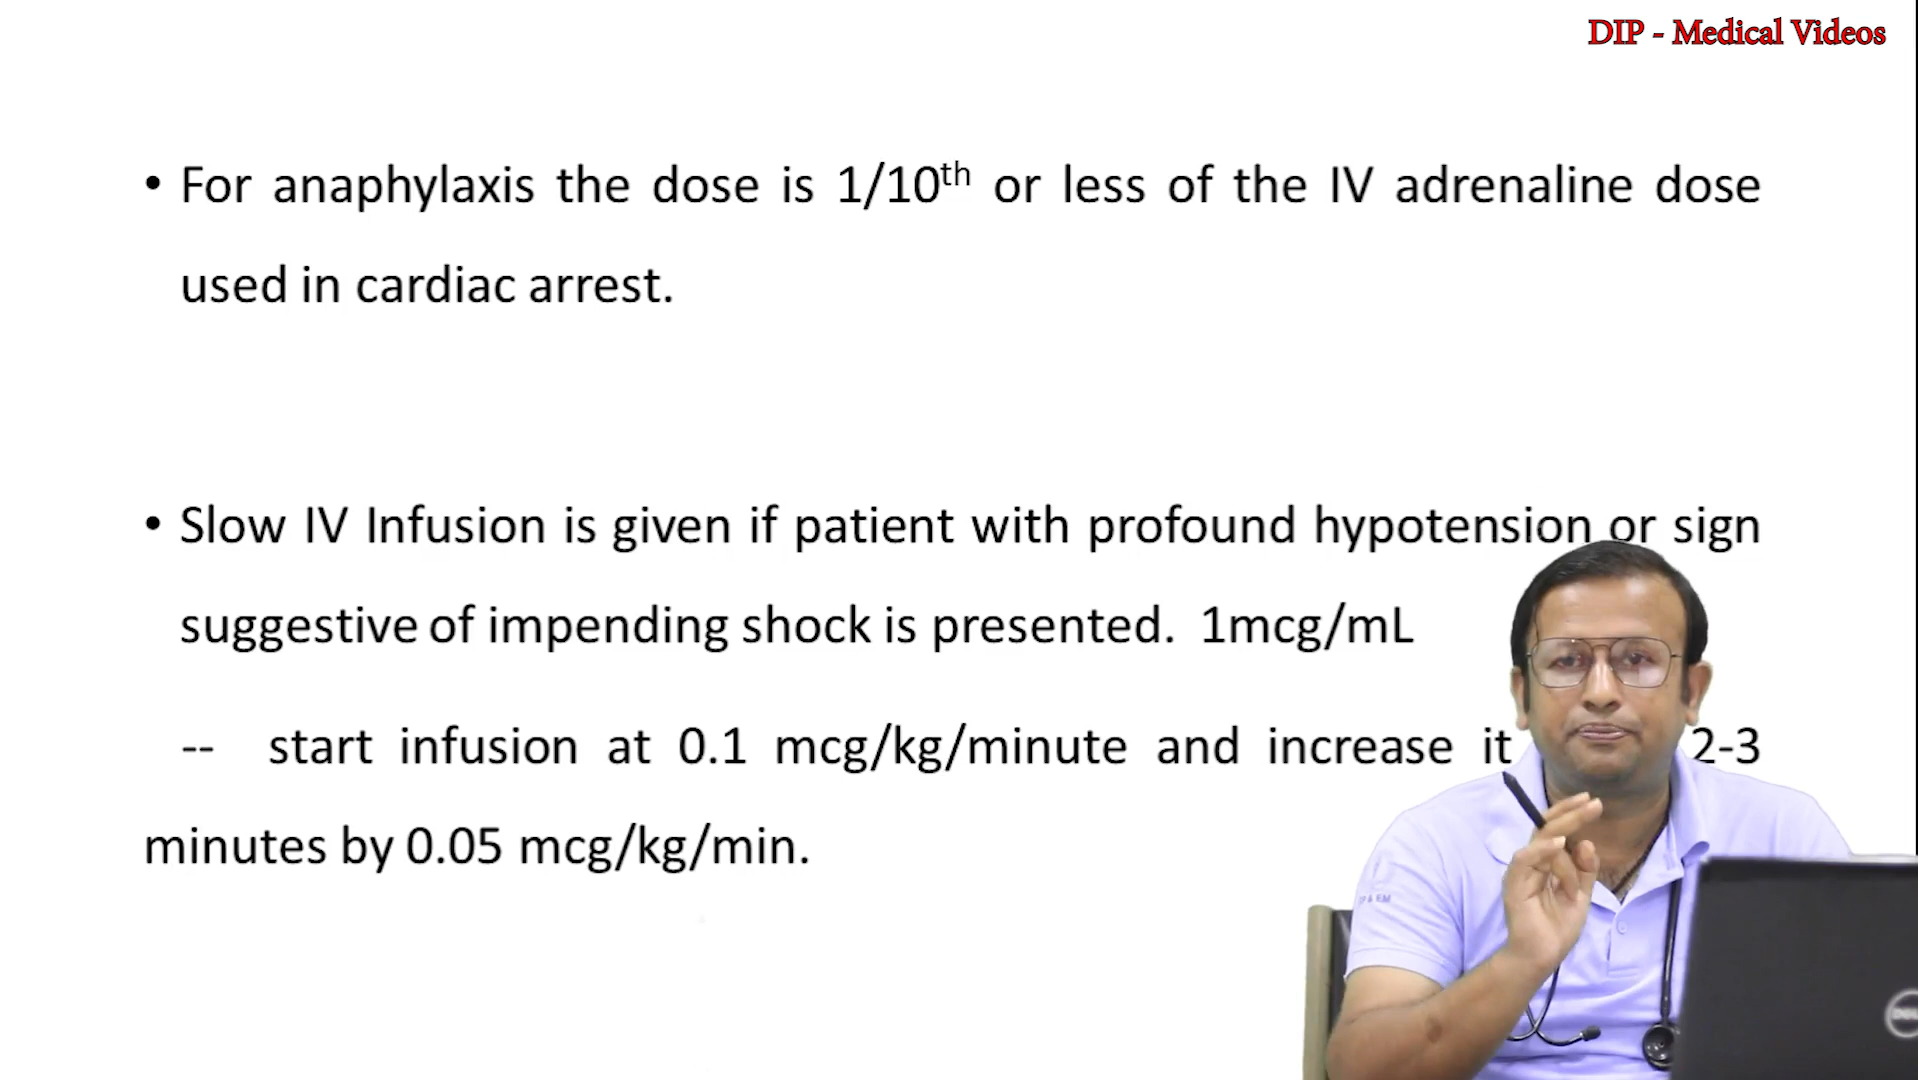 DIP - Medical Videos
• For anaphylaxis the dose is 1/10th or less of the IV adrenaline dose
used in cardiac arrest.
• Slow IV Infusion is given if patient with profound hypotension or sign
suggestive of impending shock is presented. 1mcg/mL
-- start infusion at 0.1 mcg/kg/minute and increase it 2-3
minutes by 0.05 mcg/kg/min.
& EM
DELL